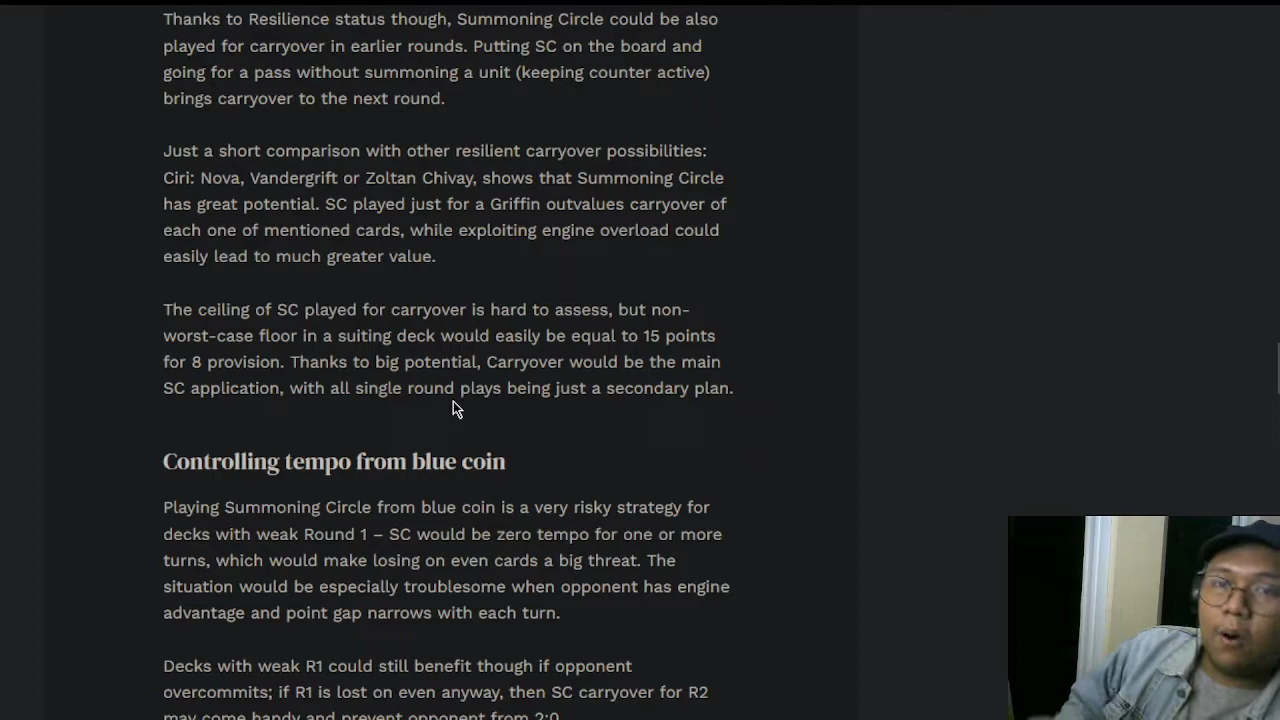 Thanks to Resilience status though, Summoning Circle could be also
played for carryover in earlier rounds. Putting SC on the board and
going for a pass without summoning a unit (keeping counter active)
brings carryover to the next round.
Just a short comparison with other resilient carryover possibilities:
Ciri: Nova, Vandergrift or Zoltan Chivay, shows that Summoning Circle
has great potential. SC played just for a Griffin outvalues carryover of
each one of mentioned cards, while exploiting engine overload could
easily lead to much greater value.
The ceiling of SC played for carryover is hard to assess, but non-
worst-case floor in a suiting deck would easily be equal to 15 points
for 8 provision. Thanks to big potential, Carryover would be the main
SC application, with all single round plays being just a secondary plan.
Controlling tempo from blue coin
Playing Summoning Circle from blue coin is a very risky strategy for
decks with weak Round 1 – SC would be zero tempo for one or more
turns, which would make losing on even cards a big threat. The
situation would be especially troublesome when opponent has engine
advantage and point gap narrows with each turn.
Decks with weak R1 could still benefit though if opponent
overcommits; if R1 is lost on even anyway, then SC carryover for R2
may come handy and prevent opponent from 2:0